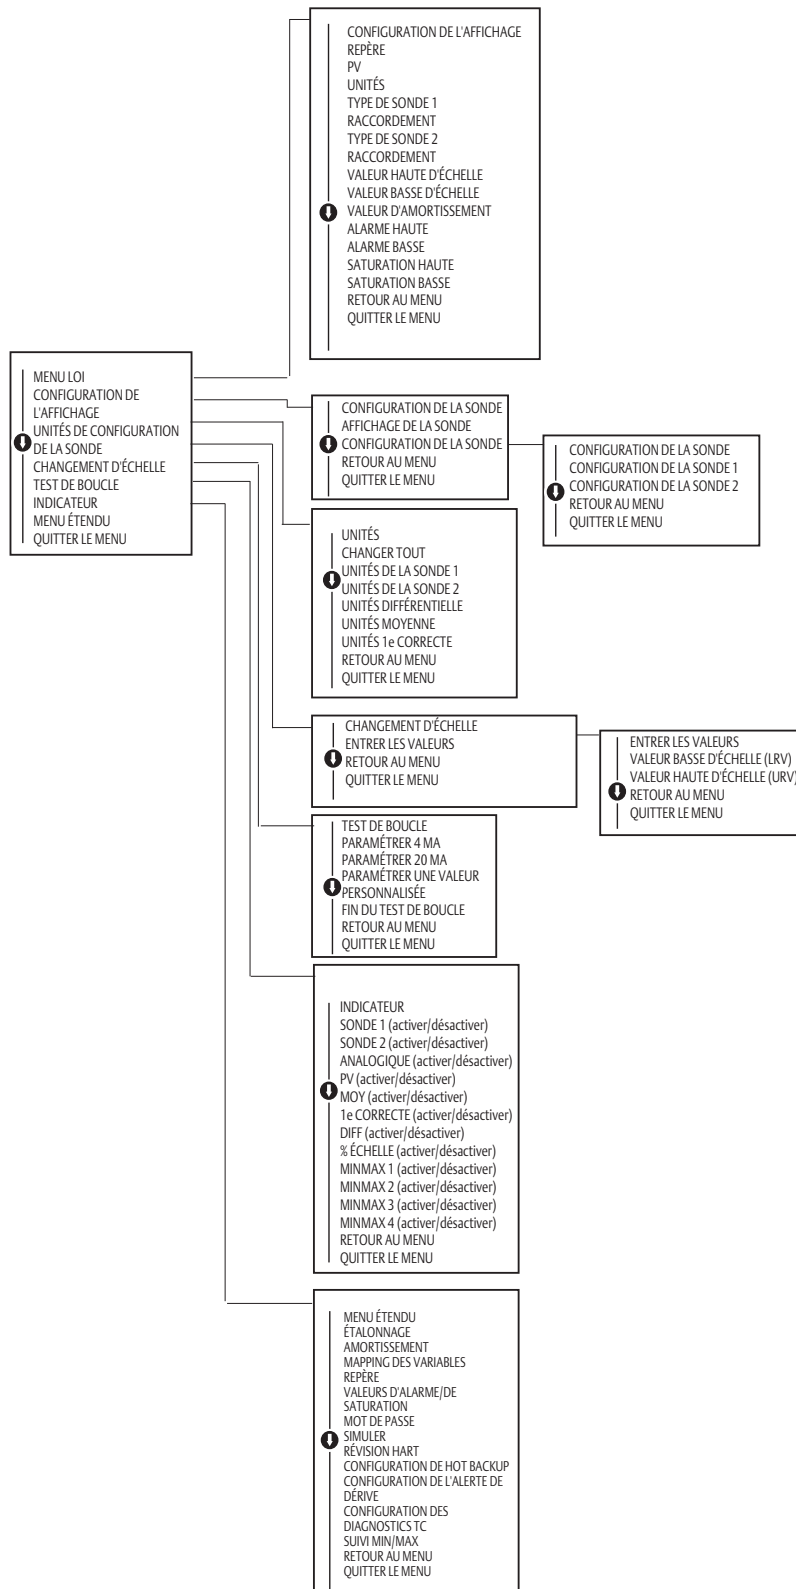 CONFIGURATION DE L'AFFICHAGE
REPÈRE
PV
UNITÉS
TYPE DE SONDE 1
RACCORDEMENT
TYPE DE SONDE 2
RACCORDEMENT
VALEUR HAUTE D'ÉCHELLE
VALEUR BASSE D'ÉCHELLE
VALEUR D'AMORTISSEMENT
ALARME HAUTE
ALARME BASSE
SATURATION HAUTE
SATURATION BASSE
RETOUR AU MENU
QUITTER LE MENU
MENU LOI
CONFIGURATION DE
L'AFFICHAGE
UNITÉS DE CONFIGURATION
DE LA SONDE
CHANGEMENT D'ÉCHELLE
TEST DE BOUCLE
INDICATEUR
MENU ÉTENDU
QUITTER LE MENU
CONFIGURATION DE LA SONDE
AFFICHAGE DE LA SONDE
CONFIGURATION DE LA SONDE
RETOUR AU MENU
QUITTER LE MENU
CONFIGURATION DE LA SONDE
CONFIGURATION DE LA SONDE 1
CONFIGURATION DE LA SONDE 2
RETOUR AU MENU
QUITTER LE MENU
UNITÉS
CHANGER TOUT
UNITÉS DE LA SONDE 1
UNITÉS DE LA SONDE 2
UNITÉS DIFFÉRENTIELLE
UNITÉS MOYENNE
UNITÉS 1e CORRECTE
RETOUR AU MENU
QUITTER LE MENU
CHANGEMENT D'ÉCHELLE
ENTRER LES VALEURS
RETOUR AU MENU
QUITTER LE MENU
ENTRER LES VALEURS
VALEUR BASSE D'ÉCHELLE (LRV)
VALEUR HAUTE D'ÉCHELLE (URV)
RETOUR AU MENU
QUITTER LE MENU
TEST DE BOUCLE
PARAMÉTRER 4 MA
PARAMÉTRER 20 MA
PARAMÉTRER UNE VALEUR
PERSONNALISÉE
FIN DU TEST DE BOUCLE
RETOUR AU MENU
QUITTER LE MENU
INDICATEUR
SONDE 1 (activer/désactiver)
SONDE 2 (activer/désactiver)
ANALOGIQUE (activer/désactiver)
PV (activer/désactiver)
MOY (activer/désactiver)
1e CORRECTE (activer/désactiver)
DIFF (activer/désactiver)
% ÉCHELLE (activer/désactiver)
MINMAX 1 (activer/désactiver)
MINMAX 2 (activer/désactiver)
MINMAX 3 (activer/désactiver)
MINMAX 4 (activer/désactiver)
RETOUR AU MENU
QUITTER LE MENU
MENU ÉTENDU
ÉTALONNAGE
AMORTISSEMENT
MAPPING DES VARIABLES
REPÈRE
VALEURS D'ALARME/DE
SATURATION
MOT DE PASSE
SIMULER
RÉVISION HART
CONFIGURATION DE HOT BACKUP
CONFIGURATION DE L'ALERTE DE
DÉRIVE
CONFIGURATION DES
DIAGNOSTICS TC
SUIVI MIN/MAX
RETOUR AU MENU
QUITTER LE MENU